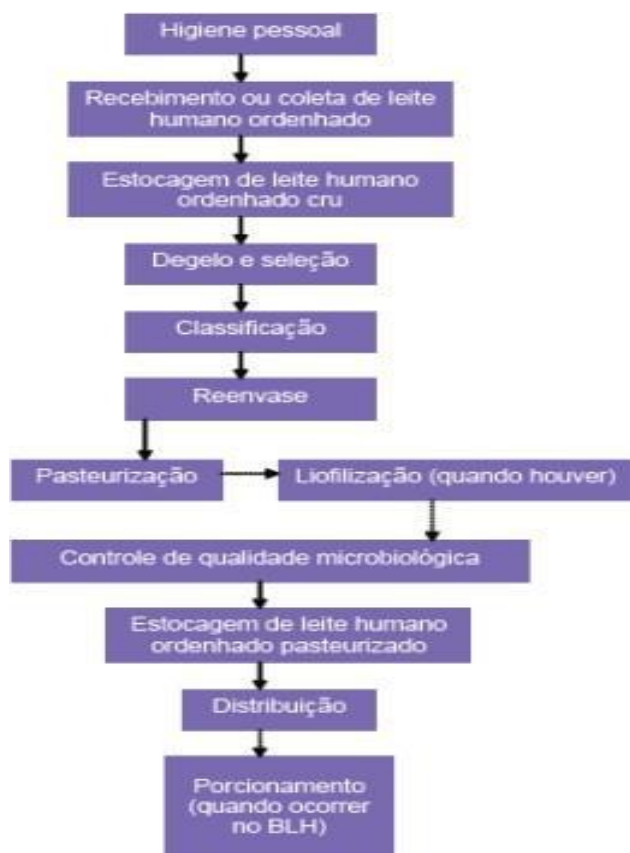 Higiene pessoal
Recebimento ou coleta de leite
humano ordenhado
Estocagem de leite humano
ordenhado cru
Degelo e seleção
Classificação
Reenvase
Pasteurização
Liofilização (quando houver)
Controle de qualidade microbiológica
Estocagem de leite humano
ordenhado pasteurizado
Distribuição
Porcionamento
(quando ocorrer
no BLH)